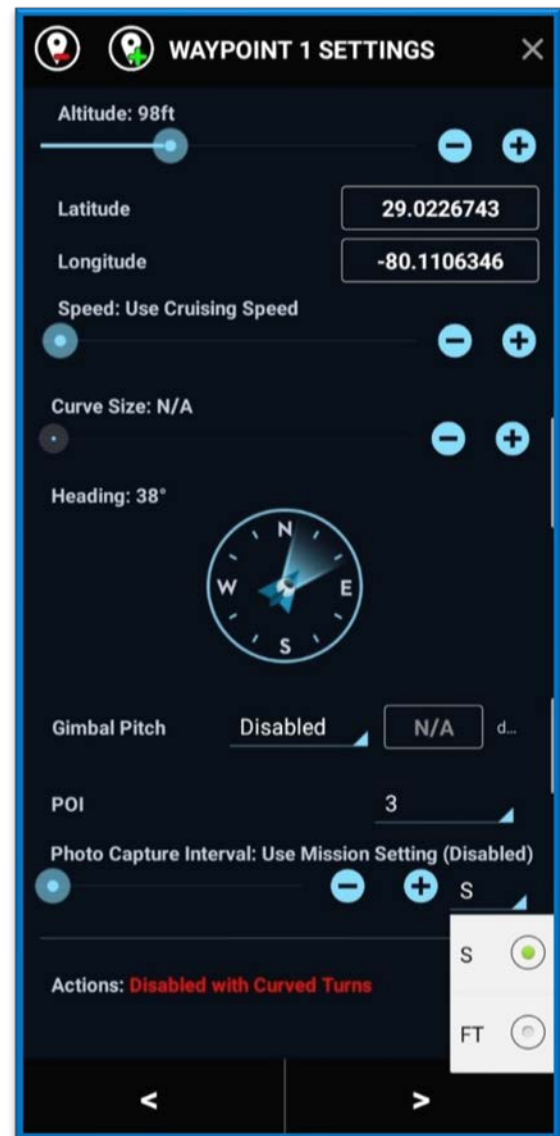 WAYPOINT 1 SETTINGS
Altitude: 98ft
Latitude 29.0226743
Longitude -80.1106346
Speed: Use Cruising Speed
Curve Size: N/A
Heading: 38°
N
W E
S
Gimbal Pitch Disabled N/A d...
POI 3
Photo Capture Interval: Use Mission Setting (Disabled)
S
S
Actions: Disabled with Curved Turns
FT
< >